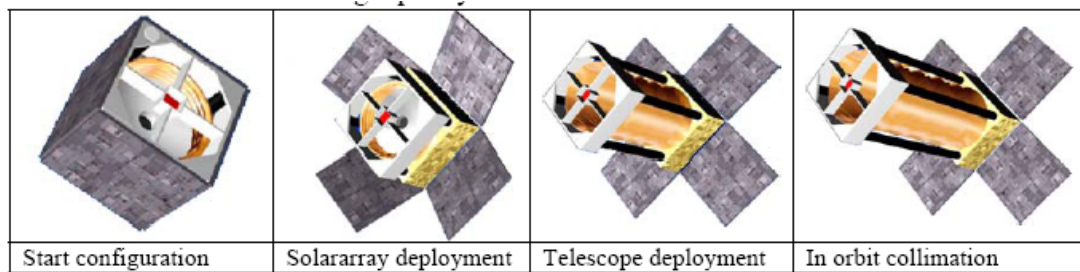 Start configuration
Solararray deployment
Telescope deployment
In orbit collimation